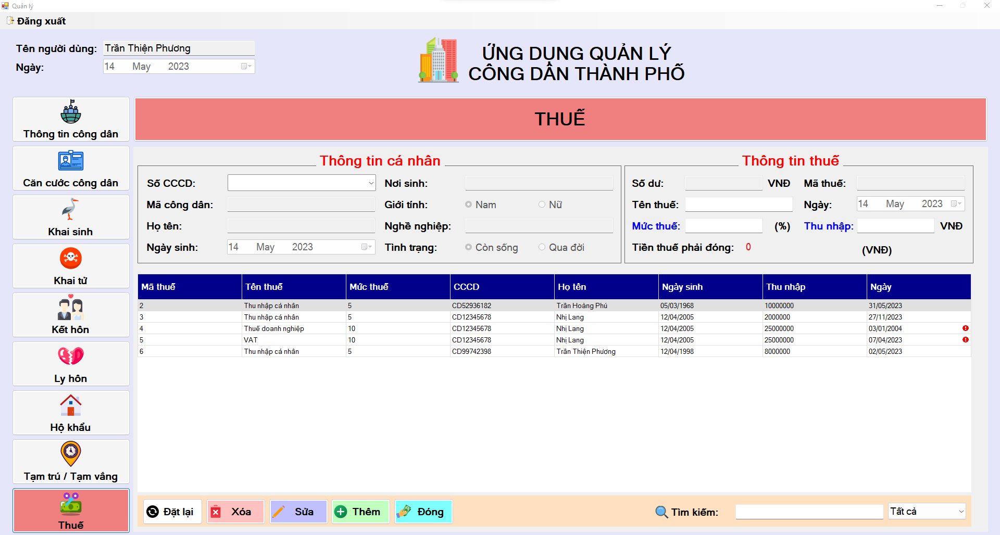 Quản lý
Đăng xuất
Tên người dùng: Trần Thiện Phương
Ngày: 14 May 2023
ỨNG DỤNG QUẢN LÝ
CÔNG DÂN THÀNH PHỐ
Thông tin công dân
Căn cước công dân
Khai sinh
Khai tử
Kết hôn
Ly hôn
Hộ khẩu
Tạm trú / Tạm vắng
Thuế
THUẾ
Thông tin cá nhân
Số CCCD: Nơi sinh:
Mã công dân: Giới tính: Nam Nữ
Họ tên: Nghề nghiệp:
Ngày sinh: 14 May 2023 Tình trạng: Còn sống Qua đời
Thông tin thuế
Số dư: VNĐ Mã thuế:
Tên thuế: Ngày: 14 May 2023
Mức thuế: (%) Thu nhập: VNĐ
Tiền thuế phải đóng: 0 (VNĐ)
Mã thuế Tên thuế Mức thuế CCCD Họ tên Ngày sinh Thu nhập Ngày
2 Thu nhập cá nhân 5 CD52936182 Trần Hoàng Phú 05/03/1968 10000000 31/05/2023
3 Thu nhập cá nhân 5 CD12345678 Nhị Lang 12/04/2005 2000000 27/11/2023
4 Thuế doanh nghiệp 10 CD12345678 Nhị Lang 12/04/2005 25000000 03/01/2004
5 VAT 10 CD12345678 Nhị Lang 12/04/2005 25000000 07/04/2023
6 Thu nhập cá nhân 5 CD99742398 Trần Thiện Phương 12/04/1998 8000000 02/05/2023
Đặt lại Xóa Sửa Thêm Đóng Tìm kiếm: Tất cả